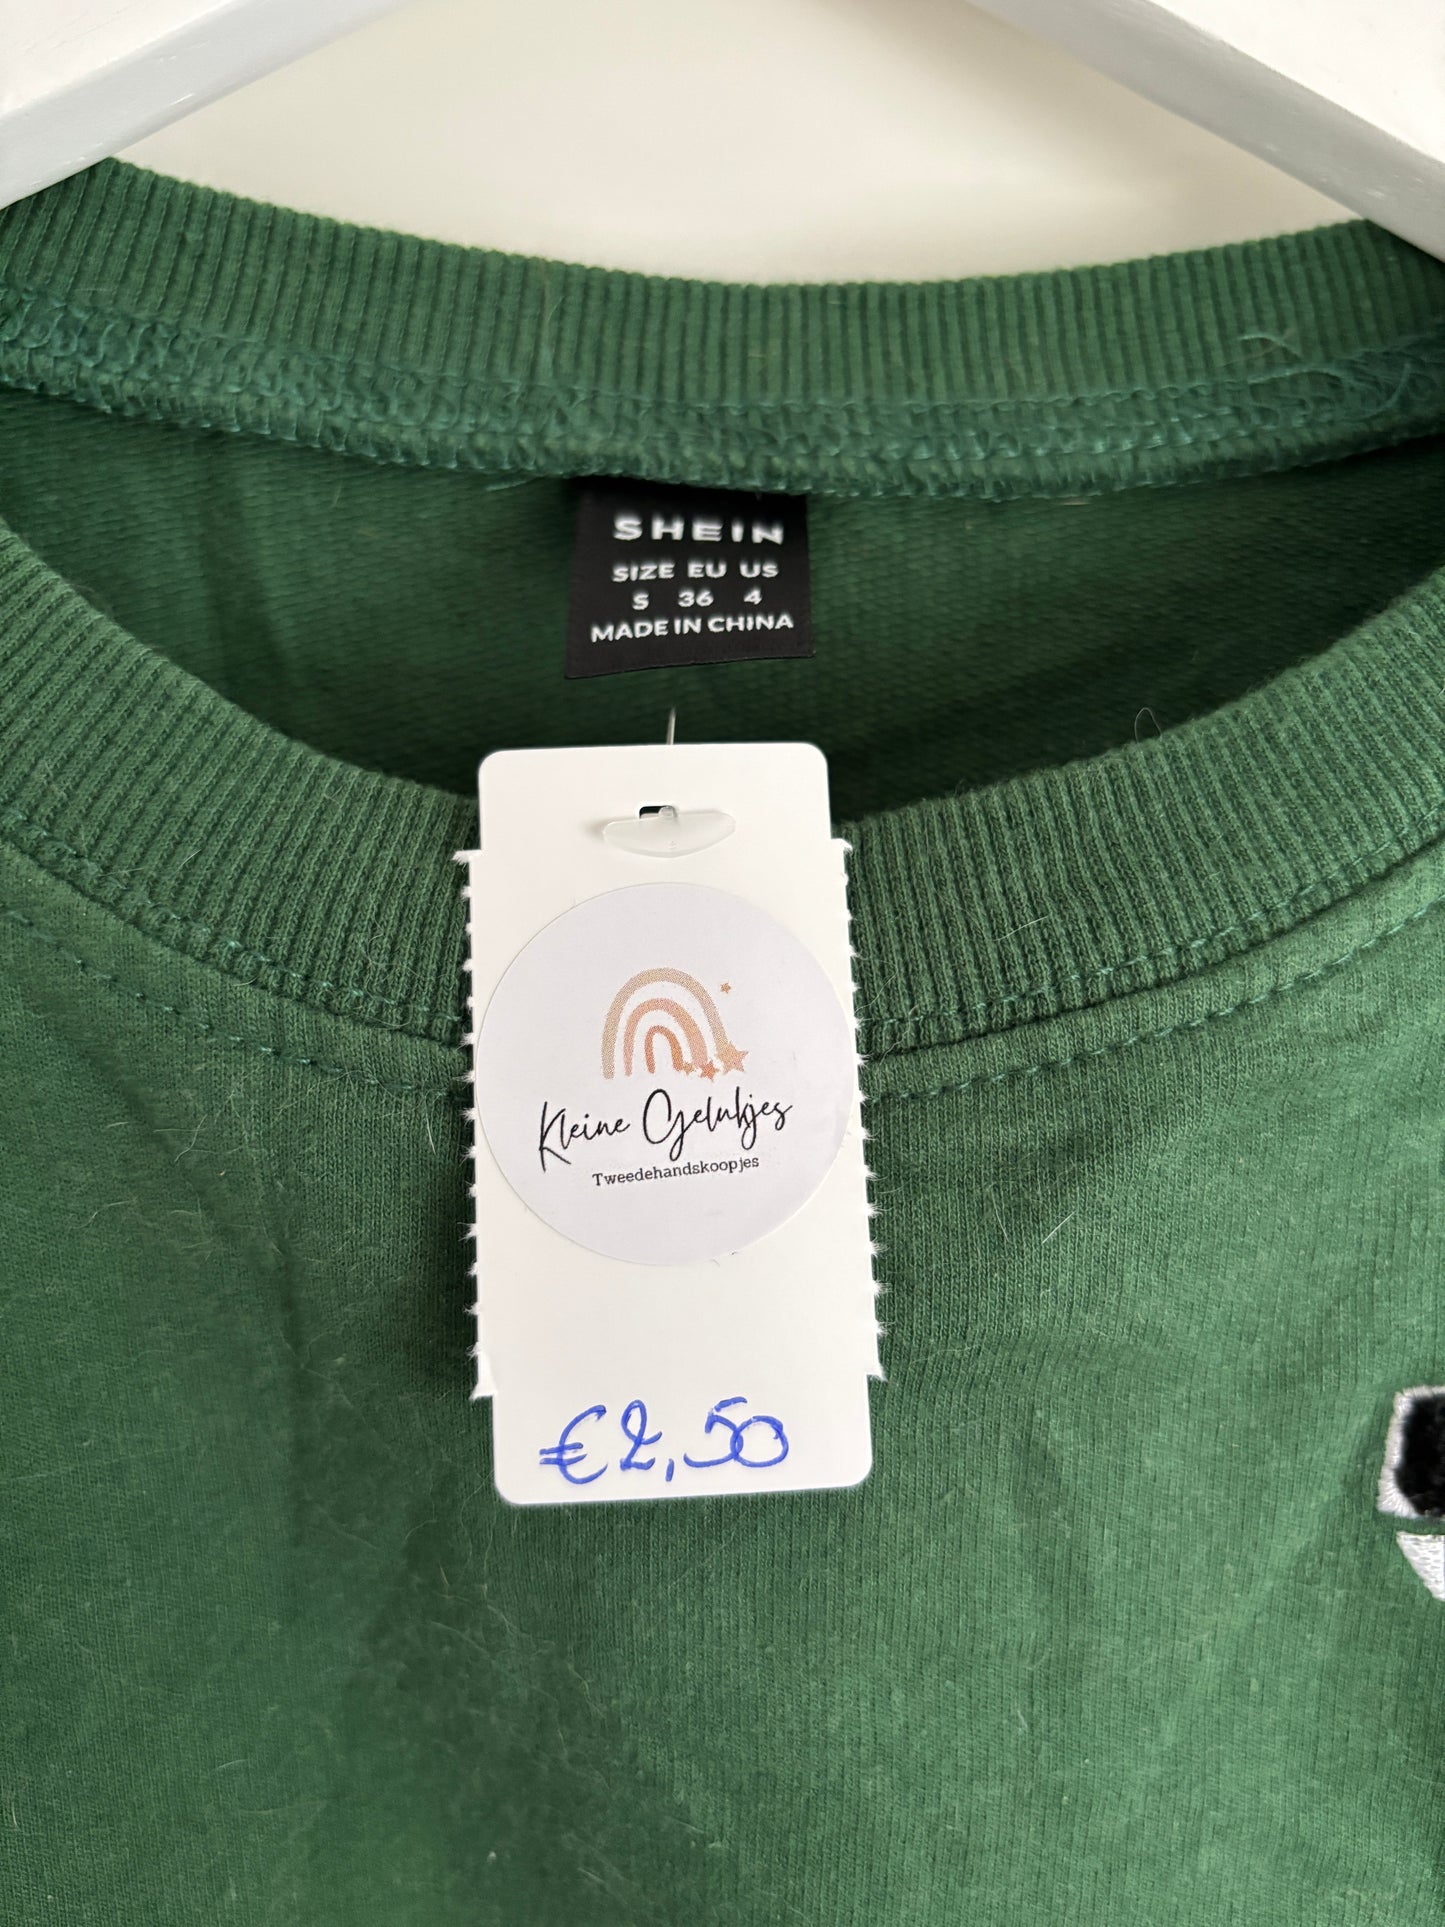 SHEIN
SIZE EU US
S 36 4
MADE IN CHINA
Kleine Gelukjes
Tweedehandskoopjes
€2,50